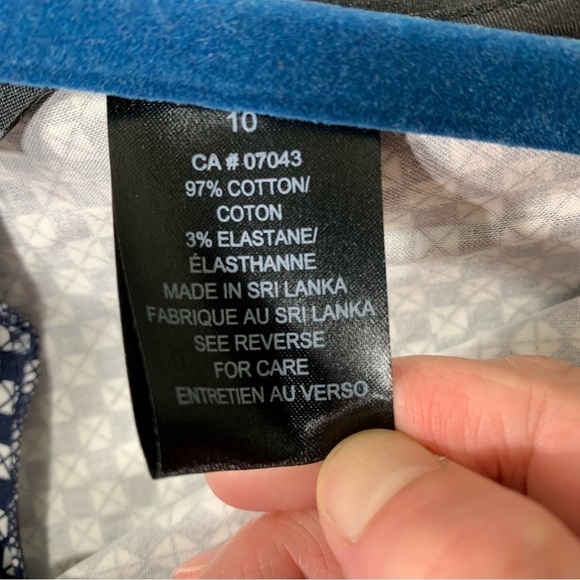 10
CA # 07043
97% COTTON/
COTON
3% ELASTANE/
ÉLASTHANNE
MADE IN SRI LANKA
FABRIQUE AU SRI LANKA
SEE REVERSE
FOR CARE
ENTRETIEN AU VERSO